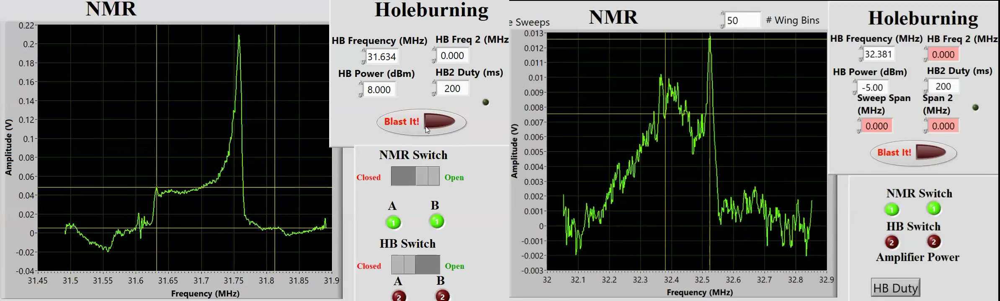 NMR
0.22
0.2
0.18
0.16
0.14
0.12
0.1
0.08
0.06
0.04
0.02
0
-0.02
-0.04
Amplitude (V)
31.45 31.5 31.55 31.6 31.65 31.7 31.75 31.8 31.85 31.9
Frequency (MHz)
Holeburning
HB Frequency (MHz) HB Freq 2 (MHz
31.634 0.000
HB Power (dBm) HB2 Duty (ms)
8.000 200
Blast It!
NMR Switch
Closed Open
A B
1 1
HB Switch
Closed Open
A B
2 2
e Sweeps
NMR
50 # Wing Bins
0.013
0.012
0.011
0.01
0.009
0.008
0.007
0.006
0.005
0.004
0.003
0.002
0.001
0
-0.001
-0.002
-0.003
Amplitude (V)
32 32.1 32.2 32.3 32.4 32.5 32.6 32.7 32.8 32.9
Frequency (MHz)
Holeburning
HB Frequency (MHz) HB Freq 2 (MHz
32.381 0.000
HB Power (dBm) HB2 Duty (ms)
-5.00 200
Sweep Span Span 2
(MHz) (MHz)
0.000 0.000
Blast It!
NMR Switch
1 1
HB Switch
2 2
Amplifier Power
HB Duty